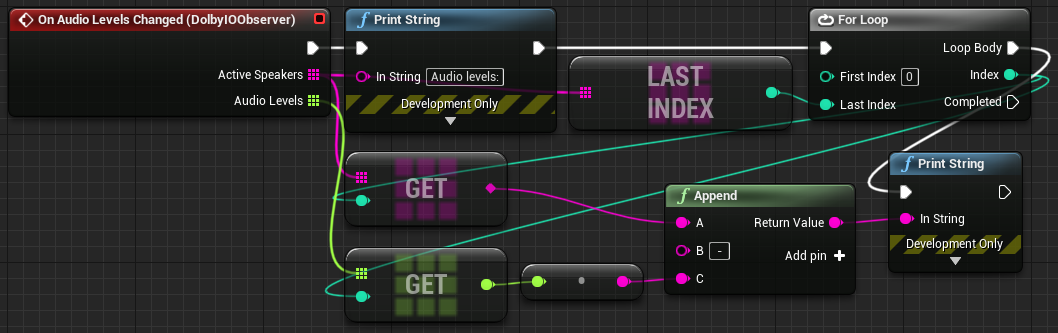 On Audio Levels Changed (DolbyIOObserver)
Active Speakers
Audio Levels
Print String
In String Audio levels:
Development Only
LAST
INDEX
For Loop
Loop Body
First Index 0
Index
Last Index
Completed
GET
GET
Append
A
Return Value
B -
Add pin
C
Print String
In String
Development Only